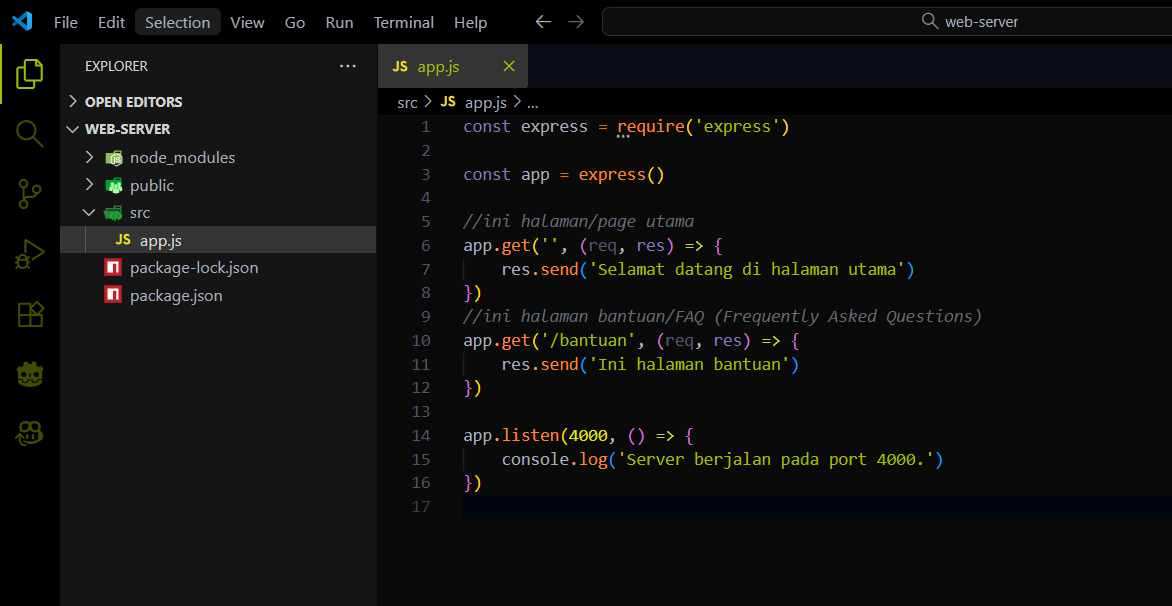 File Edit Selection View Go Run Terminal Help web-server
EXPLORER ...
OPEN EDITORS
WEB-SERVER
node_modules
public
src
JS app.js
package-lock.json
package.json
JS app.js
src > JS app.js > ...
1 const express = require('express')
2
3 const app = express()
4
5 //ini halaman/page utama
6 app.get('', (req, res) => {
7 res.send('Selamat datang di halaman utama')
8 })
9 //ini halaman bantuan/FAQ (Frequently Asked Questions)
10 app.get('/bantuan', (req, res) => {
11 res.send('Ini halaman bantuan')
12 })
13
14 app.listen(4000, () => {
15 console.log('Server berjalan pada port 4000.')
16 })
17